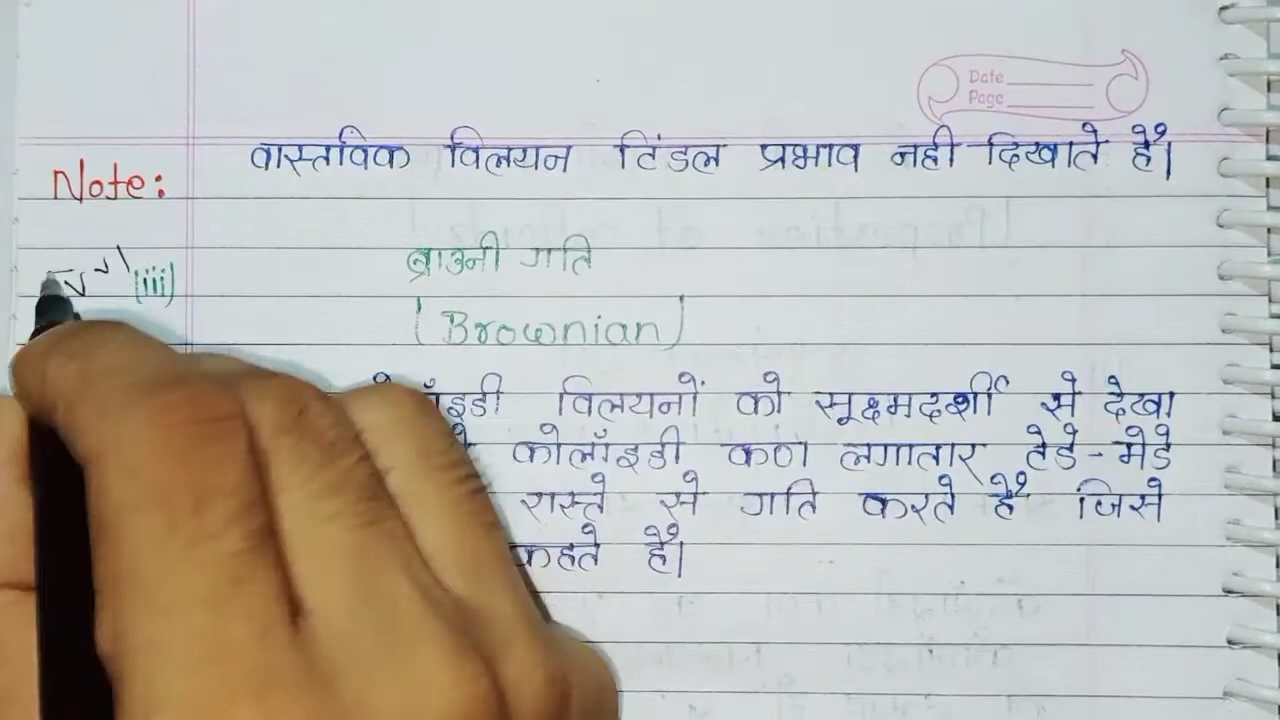 Date
Page
वास्तविक विलयन टिंडल प्रभाव नही दिखाते है।
Note:
(iii) ब्राउनी गति
(Brownian)
विलयनों को सूक्ष्मदर्शी से देखा
कोलॉइडी कण लगातार टेडे-मेडे
रास्ते से गति करते है जिसे
कहते है।